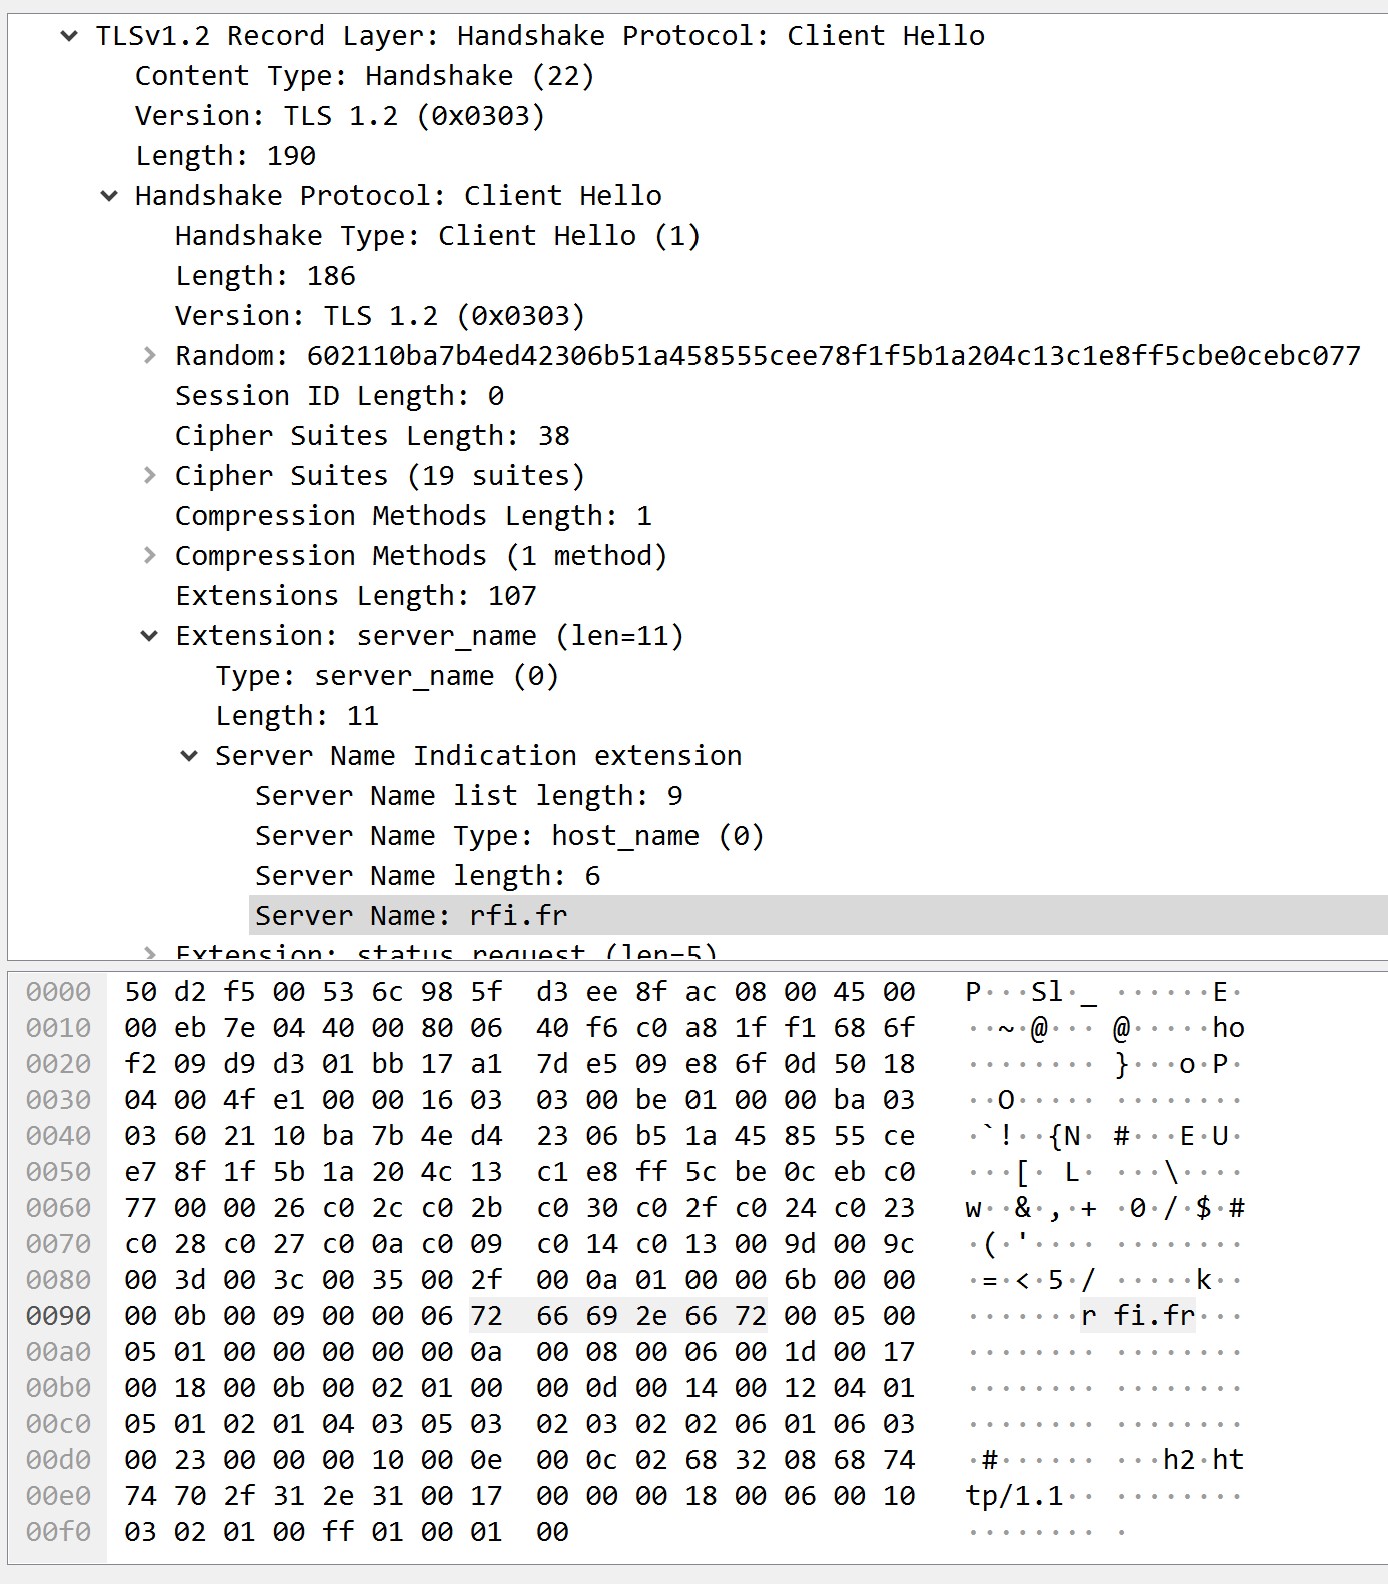 TLSv1.2 Record Layer: Handshake Protocol: Client Hello
Content Type: Handshake (22)
Version: TLS 1.2 (0x0303)
Length: 190
Handshake Protocol: Client Hello
Handshake Type: Client Hello (1)
Length: 186
Version: TLS 1.2 (0x0303)
Random: 602110ba7b4ed42306b51a458555cee78f1f5b1a204c13c1e8ff5cbe0cebc077
Session ID Length: 0
Cipher Suites Length: 38
Cipher Suites (19 suites)
Compression Methods Length: 1
Compression Methods (1 method)
Extensions Length: 107
Extension: server_name (len=11)
Type: server_name (0)
Length: 11
Server Name Indication extension
Server Name list length: 9
Server Name Type: host_name (0)
Server Name length: 6
Server Name: rfi.fr
Extension: status_request (len=5)
0000 50 d2 f5 00 53 6c 98 5f d3 ee 8f ac 08 00 45 00 P···Sl·_ ······E·
0010 00 eb 7e 04 40 00 80 06 40 f6 c0 a8 1f f1 68 6f ··~·@··· @·····ho
0020 f2 09 d9 d3 01 bb 17 a1 7d e5 09 e8 6f 0d 50 18 ········ }···o·P·
0030 04 00 4f e1 00 00 16 03 03 00 be 01 00 00 ba 03 ··O····· ········
0040 03 60 21 10 ba 7b 4e d4 23 06 b5 1a 45 85 55 ce ·`!··{N· #···E·U·
0050 e7 8f 1f 5b 1a 20 4c 13 c1 e8 ff 5c be 0c eb c0 ···[· L· ···\····
0060 77 00 00 26 c0 2c c0 2b c0 30 c0 2f c0 24 c0 23 w··&·,·+ ·0·/·$·#
0070 c0 28 c0 27 c0 0a c0 09 c0 14 c0 13 00 9d 00 9c ·(·'···· ········
0080 00 3d 00 3c 00 35 00 2f 00 0a 01 00 00 6b 00 00 ·=·<·5·/ ·····k··
0090 00 0b 00 09 00 00 06 72 66 69 2e 66 72 00 05 00 ·······r fi.fr···
00a0 05 01 00 00 00 00 00 0a 00 08 00 06 00 1d 00 17 ········ ········
00b0 00 18 00 0b 00 02 01 00 00 0d 00 14 00 12 04 01 ········ ········
00c0 05 01 02 01 04 03 05 03 02 03 02 02 06 01 06 03 ········ ········
00d0 00 23 00 00 00 10 00 0e 00 0c 02 68 32 08 68 74 ·#······ ···h2·ht
00e0 74 70 2f 31 2e 31 00 17 00 00 00 18 00 06 00 10 tp/1.1·· ········
00f0 03 02 01 00 ff 01 00 01 00 ········ ·